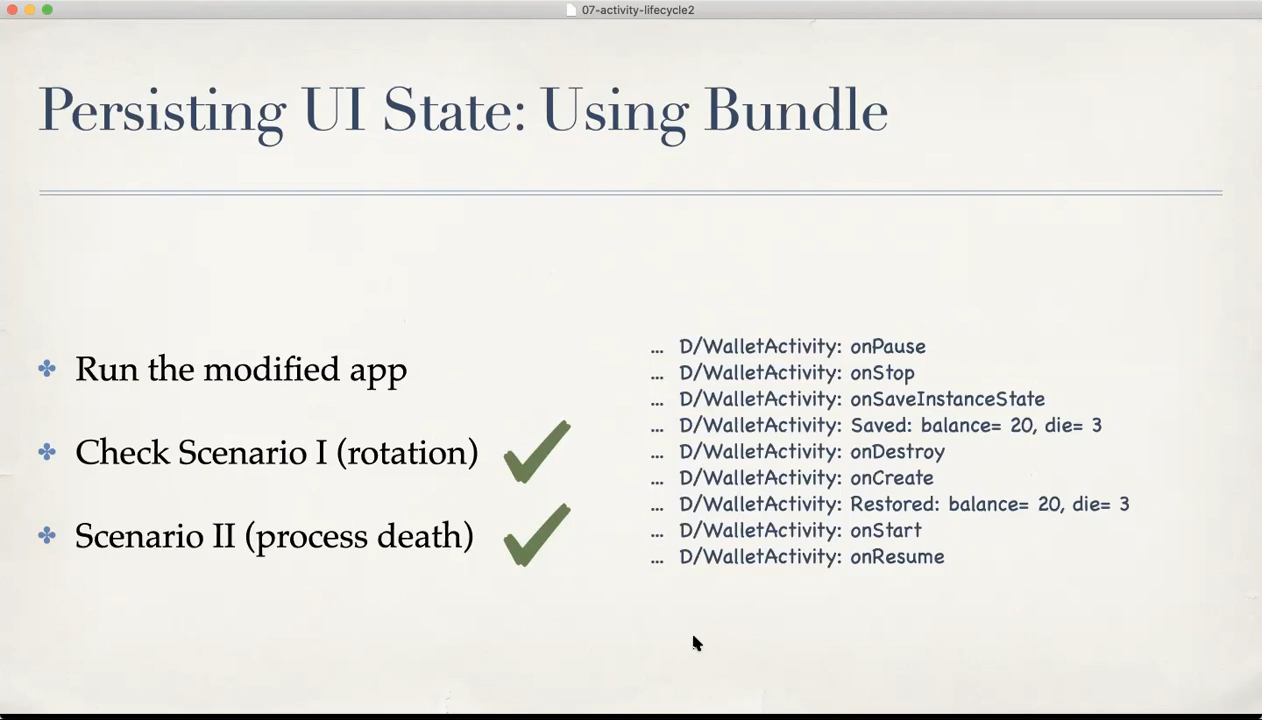 07-activity-lifecycle2
Persisting UI State: Using Bundle
Run the modified app
Check Scenario I (rotation)
Scenario II (process death)
... D/WalletActivity: onPause
... D/WalletActivity: onStop
... D/WalletActivity: onSaveInstanceState
... D/WalletActivity: Saved: balance= 20, die= 3
... D/WalletActivity: onDestroy
... D/WalletActivity: onCreate
... D/WalletActivity: Restored: balance= 20, die= 3
... D/WalletActivity: onStart
... D/WalletActivity: onResume